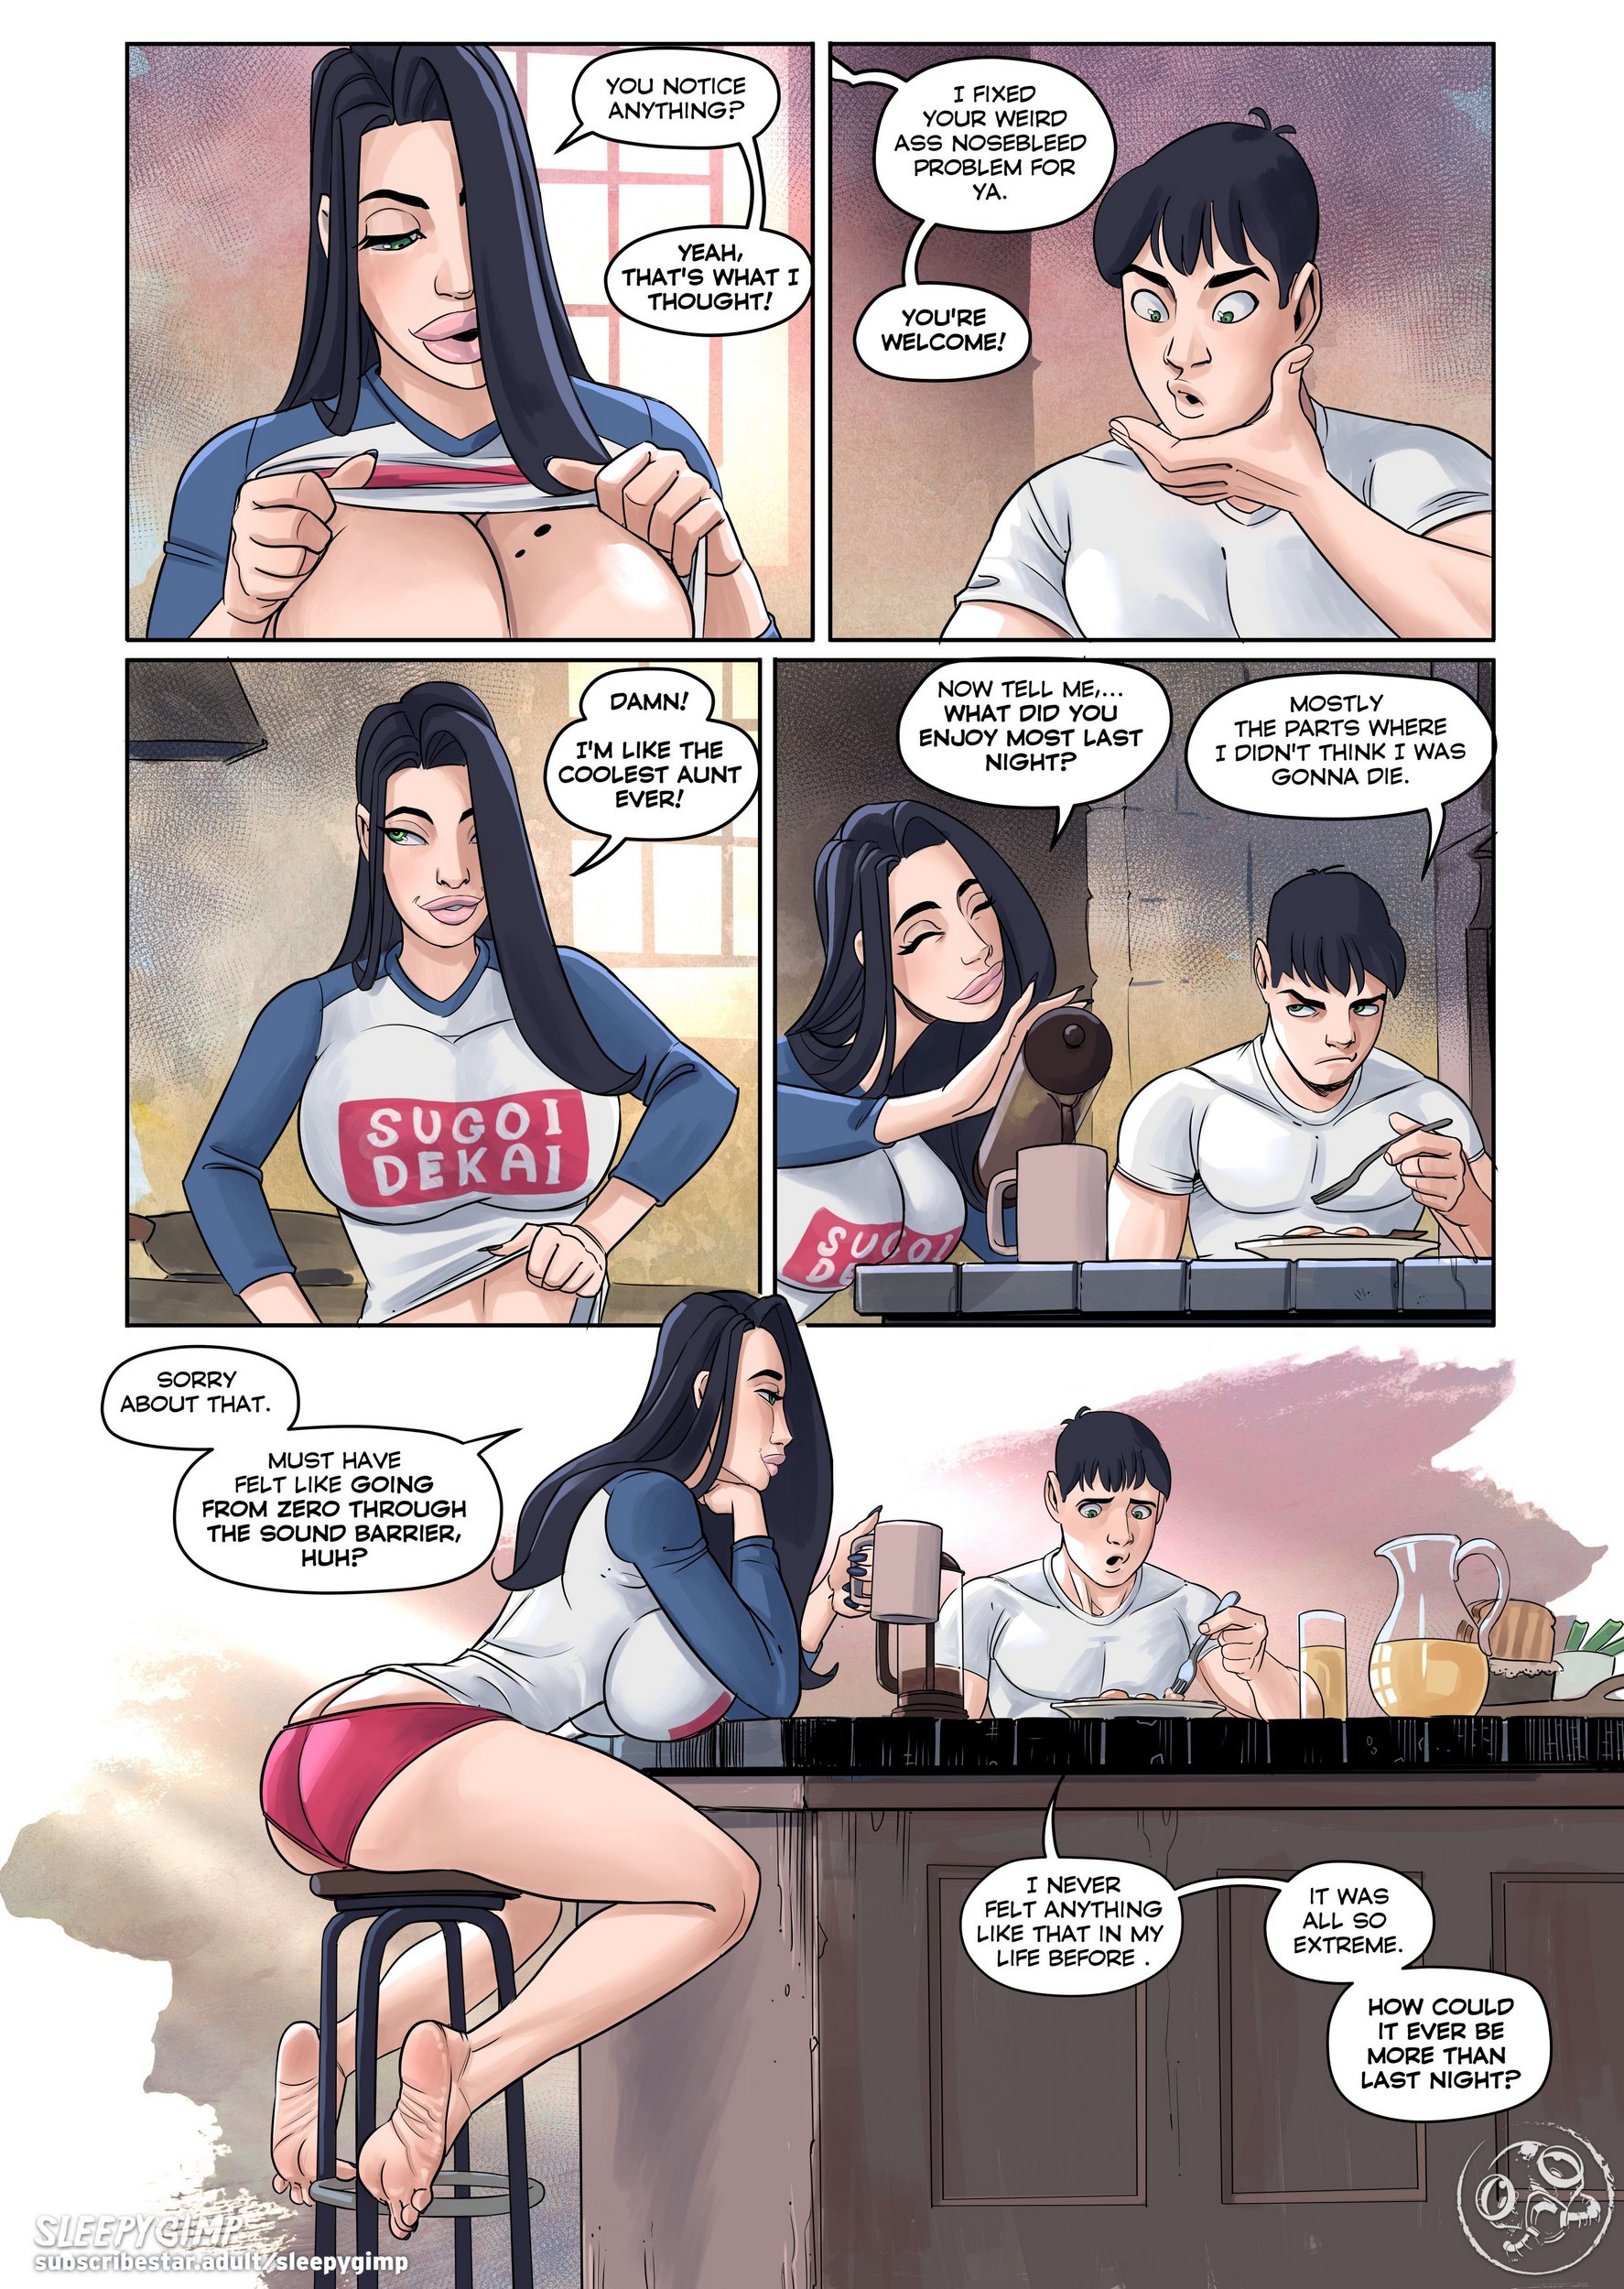 YOU NOTICE
ANYTHING?
YEAH,
THAT'S WHAT I
THOUGHT!
I FIXED
YOUR WEIRD
ASS NOSEBLEED
PROBLEM FOR
YA.
YOU'RE
WELCOME!
DAMN!
I'M LIKE THE
COOLEST AUNT
EVER!
SUGOI
DEKAI
NOW TELL ME,...
WHAT DID YOU
ENJOY MOST LAST
NIGHT?
MOSTLY
THE PARTS WHERE
I DIDN'T THINK I WAS
GONNA DIE.
SUGOI
DE
SORRY
ABOUT THAT.
MUST HAVE
FELT LIKE GOING
FROM ZERO THROUGH
THE SOUND BARRIER,
HUH?
I NEVER
FELT ANYTHING
LIKE THAT IN MY
LIFE BEFORE .
IT WAS
ALL SO
EXTREME.
HOW COULD
IT EVER BE
MORE THAN
LAST NIGHT?
SLEEPYGIMP
subscribestar.adult/sleepygimp